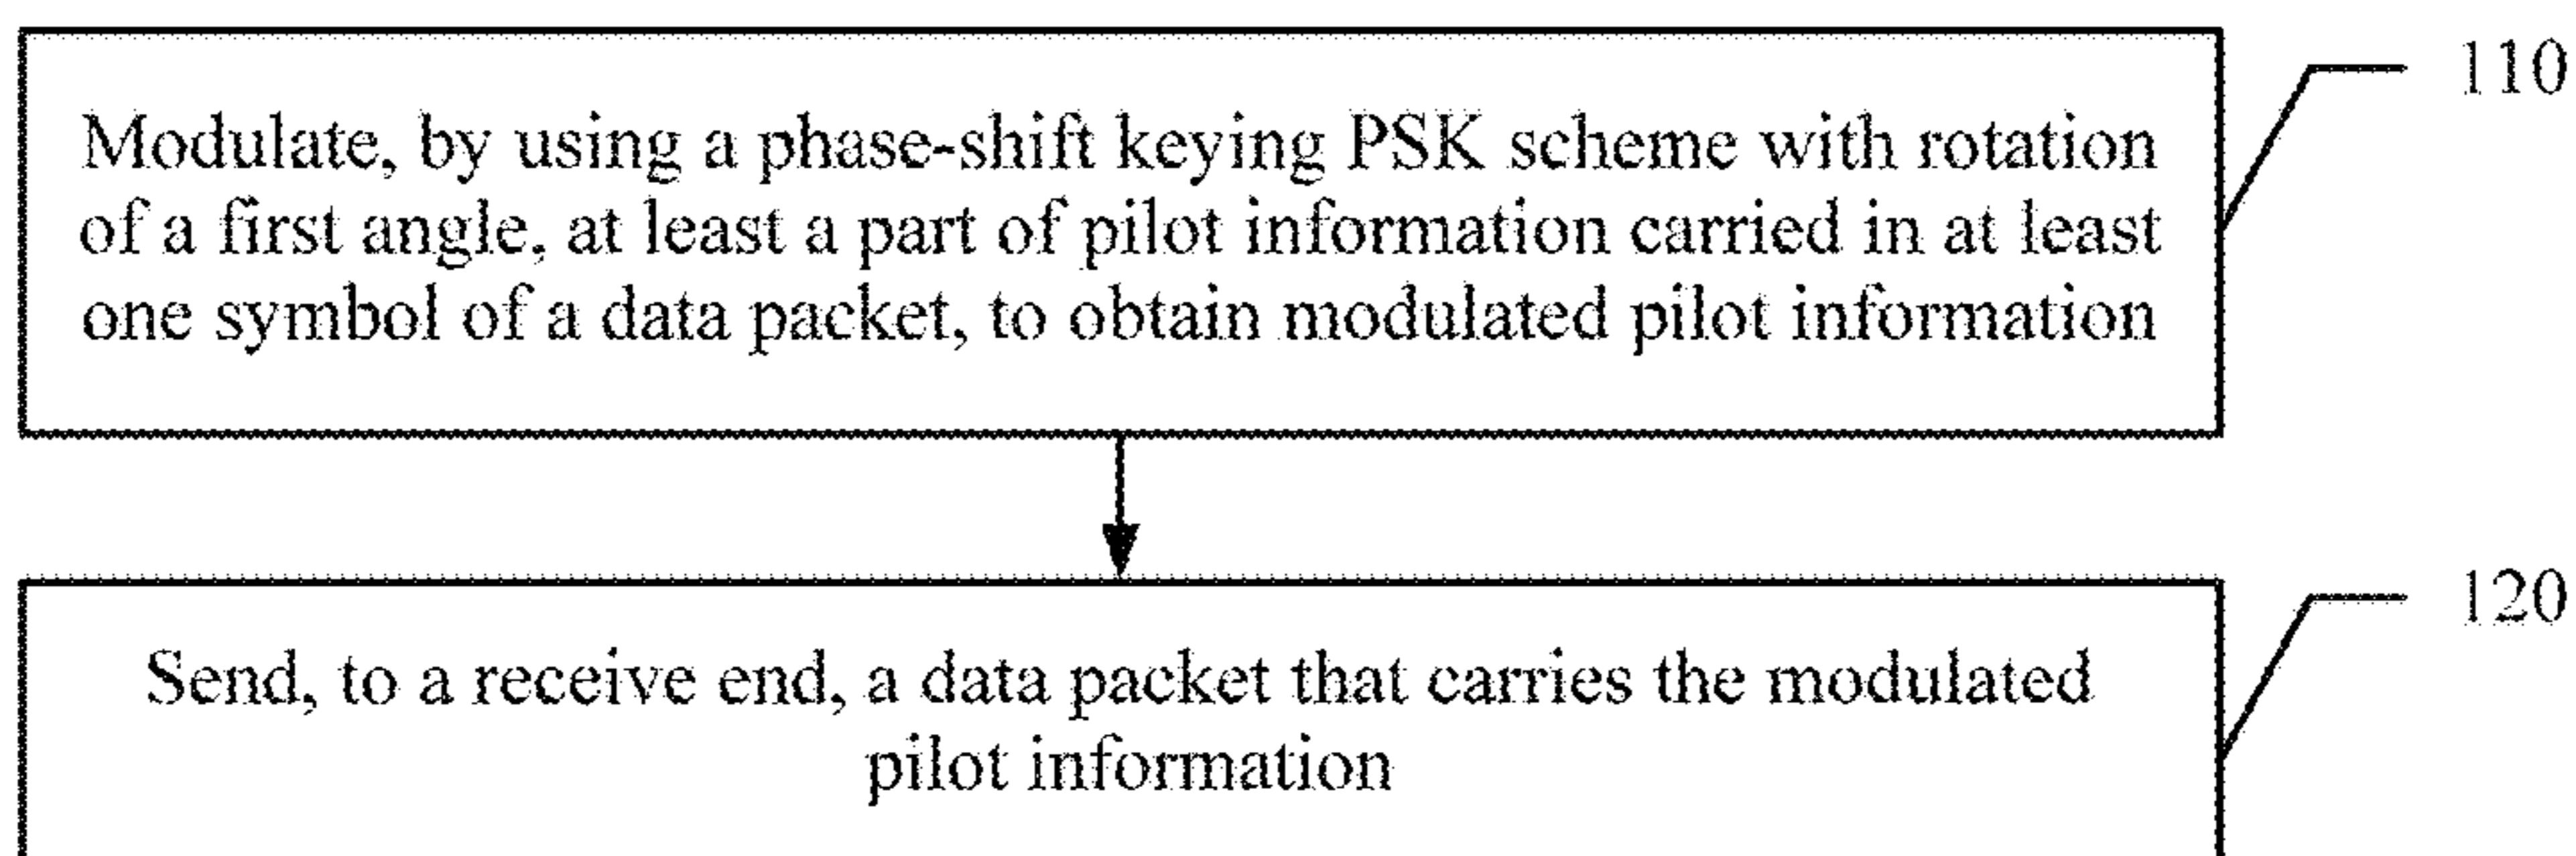 110
Modulate, by using a phase-shift keying PSK scheme with rotation
of a first angle, at least a part of pilot information carried in at least
one symbol of a data packet, to obtain modulated pilot information
120
Send, to a receive end, a data packet that carries the modulated
pilot information